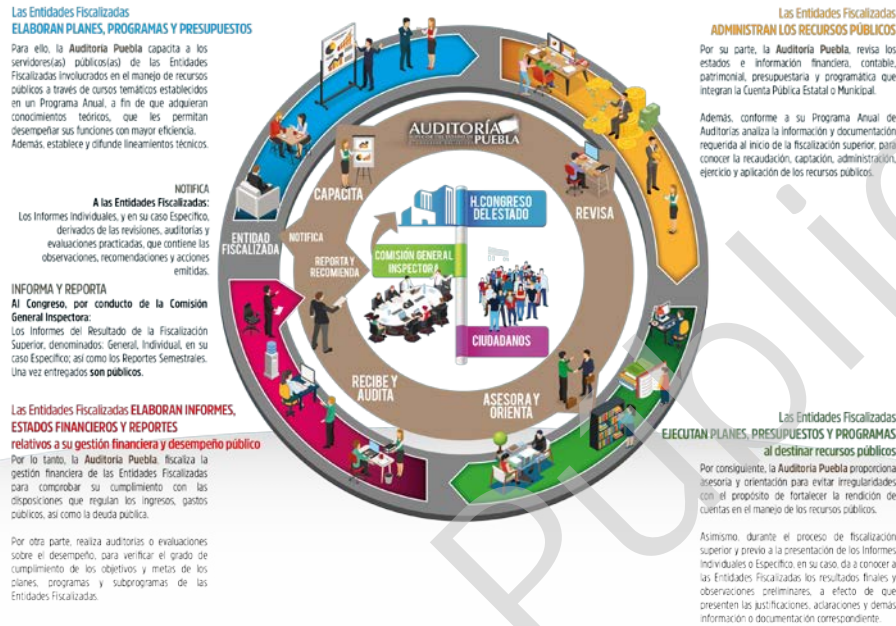 Las Entidades Fiscalizadas
ELABORAN PLANES, PROGRAMAS Y PRESUPUESTOS
Para ello, la Auditoría Puebla capacita a los
servidores(as) públicos(as) de las Entidades
Fiscalizadas involucrados en el manejo de recursos
públicos a través de cursos temáticos establecidos
en un Programa Anual, a fin de que adquieran
conocimientos teóricos, que les permitan
desempeñar sus funciones con mayor eficiencia.
Además, establece y difunde lineamientos técnicos.
NOTIFICA
A las Entidades Fiscalizadas:
Los Informes Individuales, y en su caso Específico,
derivados de las revisiones, auditorías y
evaluaciones practicadas, que contiene las
observaciones, recomendaciones y acciones
emitidas.
INFORMA Y REPORTA
Al Congreso, por conducto de la Comisión
General Inspectora:
Los Informes del Resultado de la Fiscalización
Superior, denominados: General, Individual, en su
caso Específico; así como los Reportes Semestrales.
Una vez entregados son públicos.
Las Entidades Fiscalizadas ELABORAN INFORMES,
ESTADOS FINANCIEROS Y REPORTES
relativos a su gestión financiera y desempeño público
Por lo tanto, la Auditoría Puebla, fiscaliza la
gestión financiera de las Entidades Fiscalizadas
para comprobar su cumplimiento con las
disposiciones que regulan los ingresos, gastos
públicos, así como la deuda pública.
Por otra parte, realiza auditorías o evaluaciones
sobre el desempeño, para verificar el grado de
cumplimiento de los objetivos y metas de los
planes, programas y subprogramas de las
Entidades Fiscalizadas.
AUDITORÍA
PUEBLA
CAPACITA
REVISA
H. CONGRESO
DEL ESTADO
ENTIDAD
FISCALIZADA
NOTIFICA
REPORTA Y
RECOMIENDA
COMISIÓN GENERAL
INSPECTORA
CIUDADANOS
RECIBE Y
AUDITA
ASESORA Y
ORIENTA
Las Entidades Fiscalizadas
ADMINISTRAN LOS RECURSOS PÚBLICOS
Por su parte, la Auditoría Puebla, revisa los
estados e información financiera, contable,
patrimonial, presupuestaria y programática que
integran la Cuenta Pública Estatal o Municipal.
Además, conforme a su Programa Anual de
Auditorías analiza la información y documentación
requerida al inicio de la fiscalización superior, para
conocer la recaudación, captación, administración,
ejercicio y aplicación de los recursos públicos.
Las Entidades Fiscalizadas
EJECUTAN PLANES, PRESUPUESTOS Y PROGRAMAS
al destinar recursos públicos
Por consiguiente, la Auditoría Puebla proporciona
asesoría y orientación para evitar irregularidades
con el propósito de fortalecer la rendición de
cuentas en el manejo de los recursos públicos.
Asimismo, durante el proceso de fiscalización
superior y previo a la presentación de los Informes
Individuales o Específico, en su caso, da a conocer a
las Entidades Fiscalizadas los resultados finales y
observaciones preliminares, a efecto de que
presenten las justificaciones, aclaraciones y demás
información o documentación correspondiente.
Públic